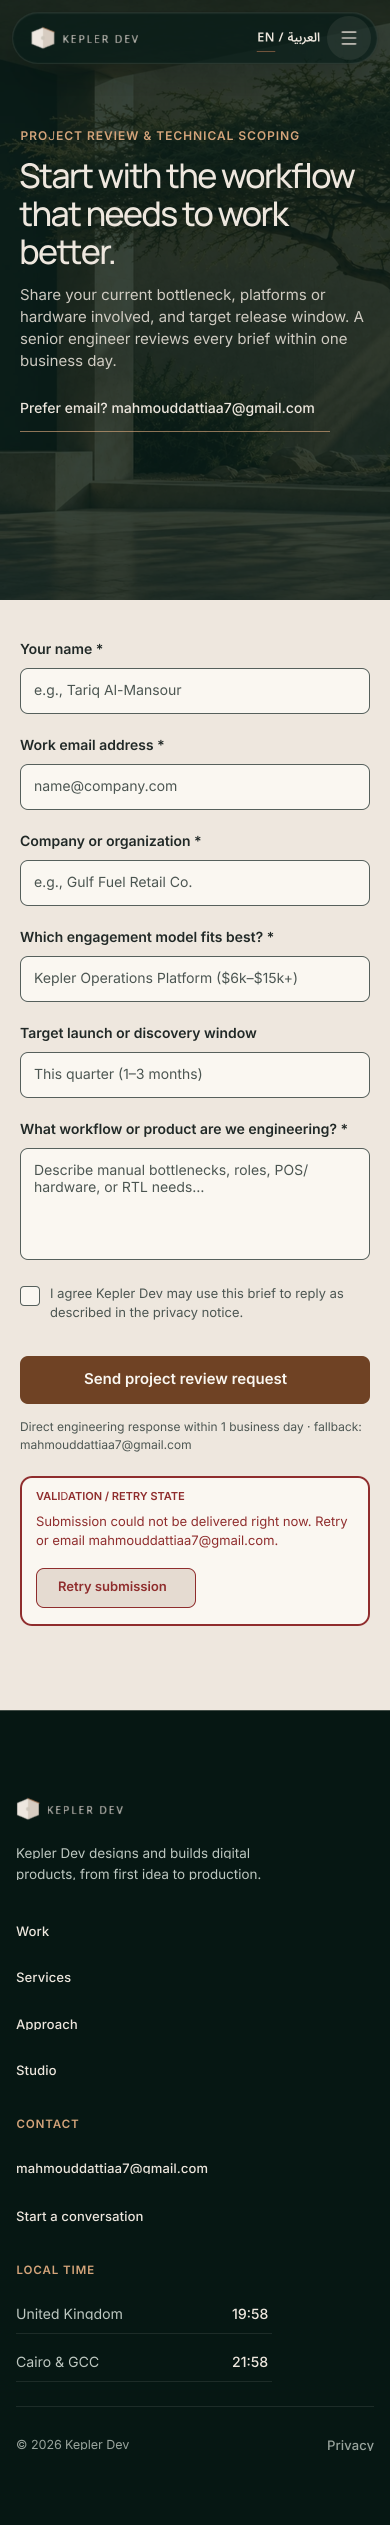 KEPLER DEV
EN / العربية
PROJECT REVIEW & TECHNICAL SCOPING
Start with the workflow
that needs to work
better.
Share your current bottleneck, platforms or
hardware involved, and target release window. A
senior engineer reviews every brief within one
business day.
Prefer email? mahmouddattiaa7@gmail.com
Your name *
e.g., Tariq Al-Mansour
Work email address *
name@company.com
Company or organization *
e.g., Gulf Fuel Retail Co.
Which engagement model fits best? *
Kepler Operations Platform ($6k–$15k+)
Target launch or discovery window
This quarter (1–3 months)
What workflow or product are we engineering? *
Describe manual bottlenecks, roles, POS/
hardware, or RTL needs...
I agree Kepler Dev may use this brief to reply as
described in the privacy notice.
Send project review request
Direct engineering response within 1 business day · fallback:
mahmouddattiaa7@gmail.com
VALIDATION / RETRY STATE
Submission could not be delivered right now. Retry
or email mahmouddattiaa7@gmail.com.
Retry submission
KEPLER DEV
Kepler Dev designs and builds digital
products, from first idea to production.
Work
Services
Approach
Studio
CONTACT
mahmouddattiaa7@gmail.com
Start a conversation
LOCAL TIME
United Kingdom 19:58
Cairo & GCC 21:58
© 2026 Kepler Dev Privacy